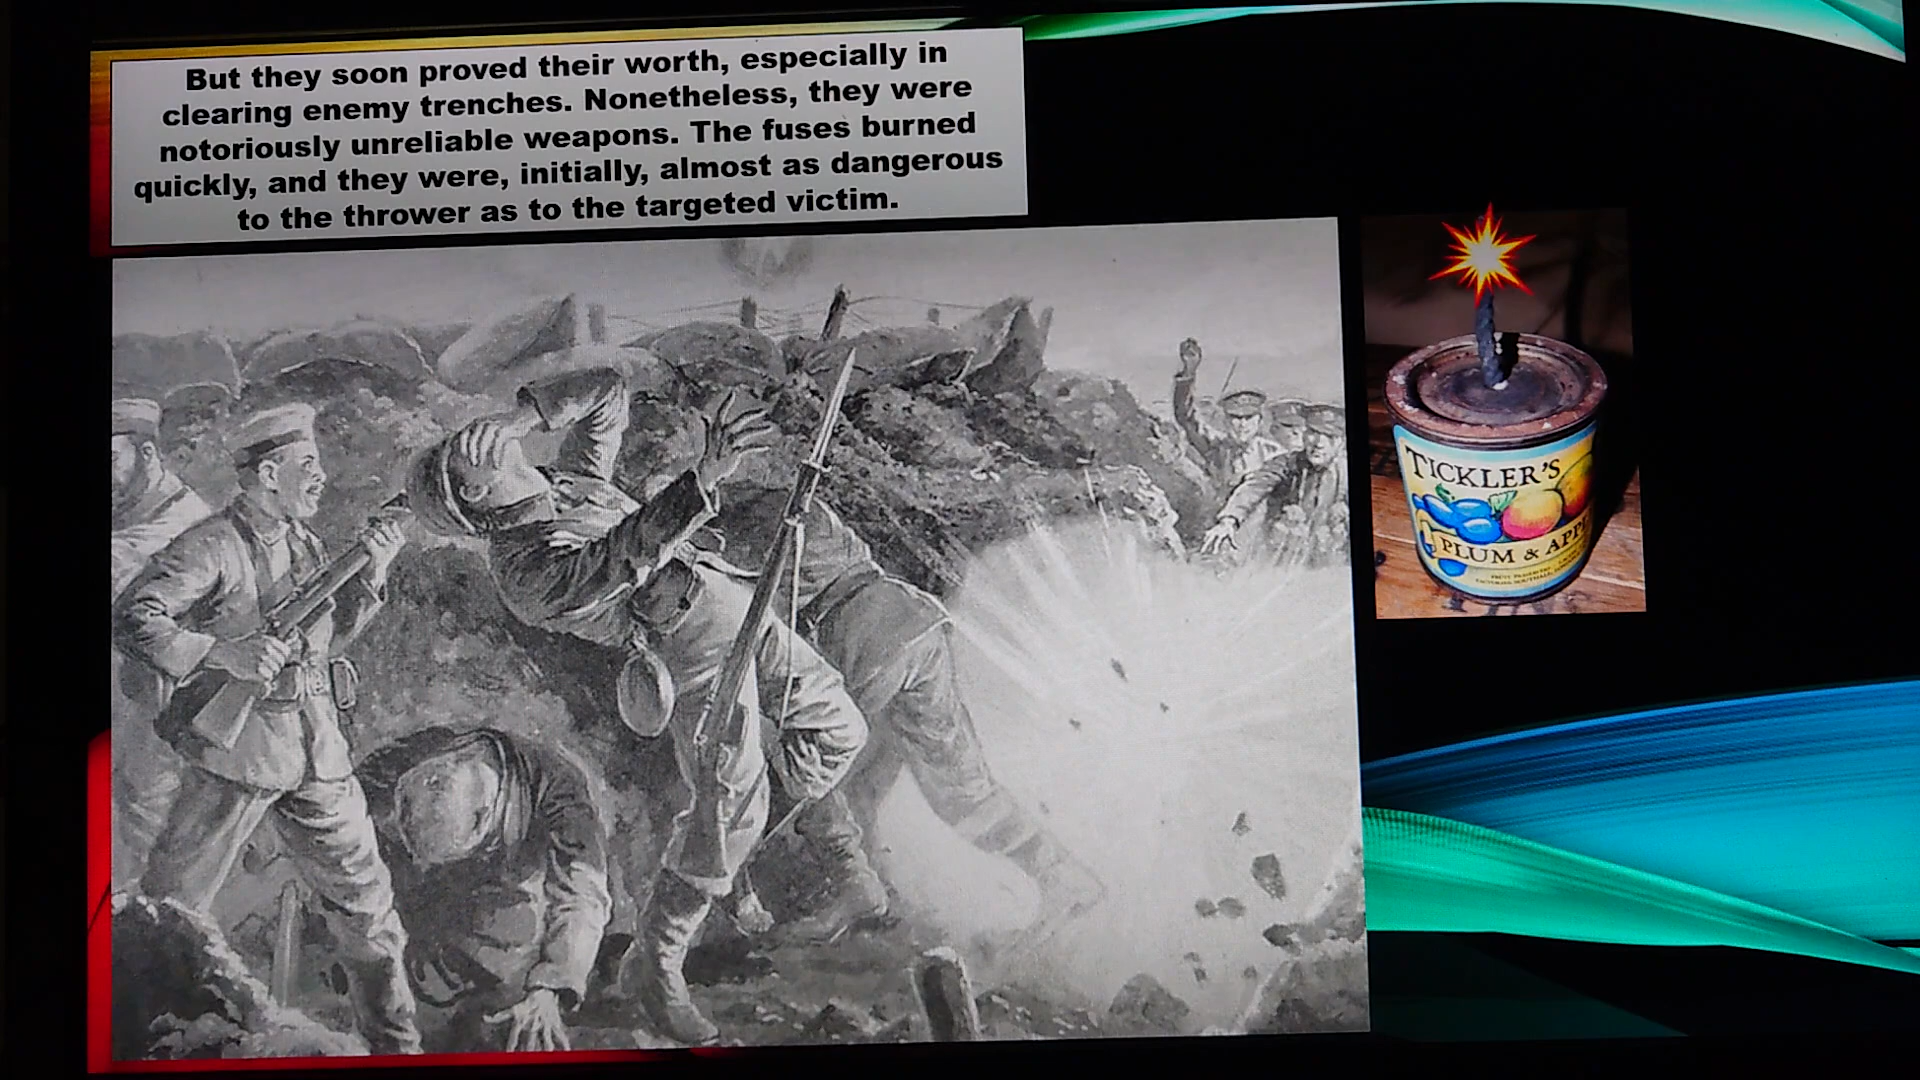 But they soon proved their worth, especially in
clearing enemy trenches. Nonetheless, they were
notoriously unreliable weapons. The fuses burned
quickly, and they were, initially, almost as dangerous
to the thrower as to the targeted victim.
TICKLER'S
PLUM & APP